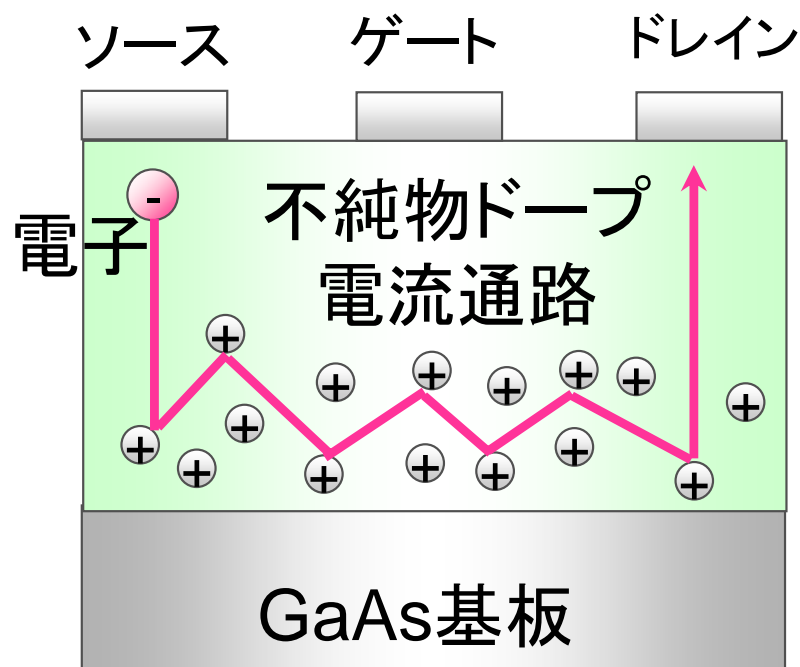 ソース
ゲート
ドレイン
-
電子
不純物ドープ
電流通路
+
+
+
+
+
+
+
+
+
+
+
+
+
+
GaAs基板